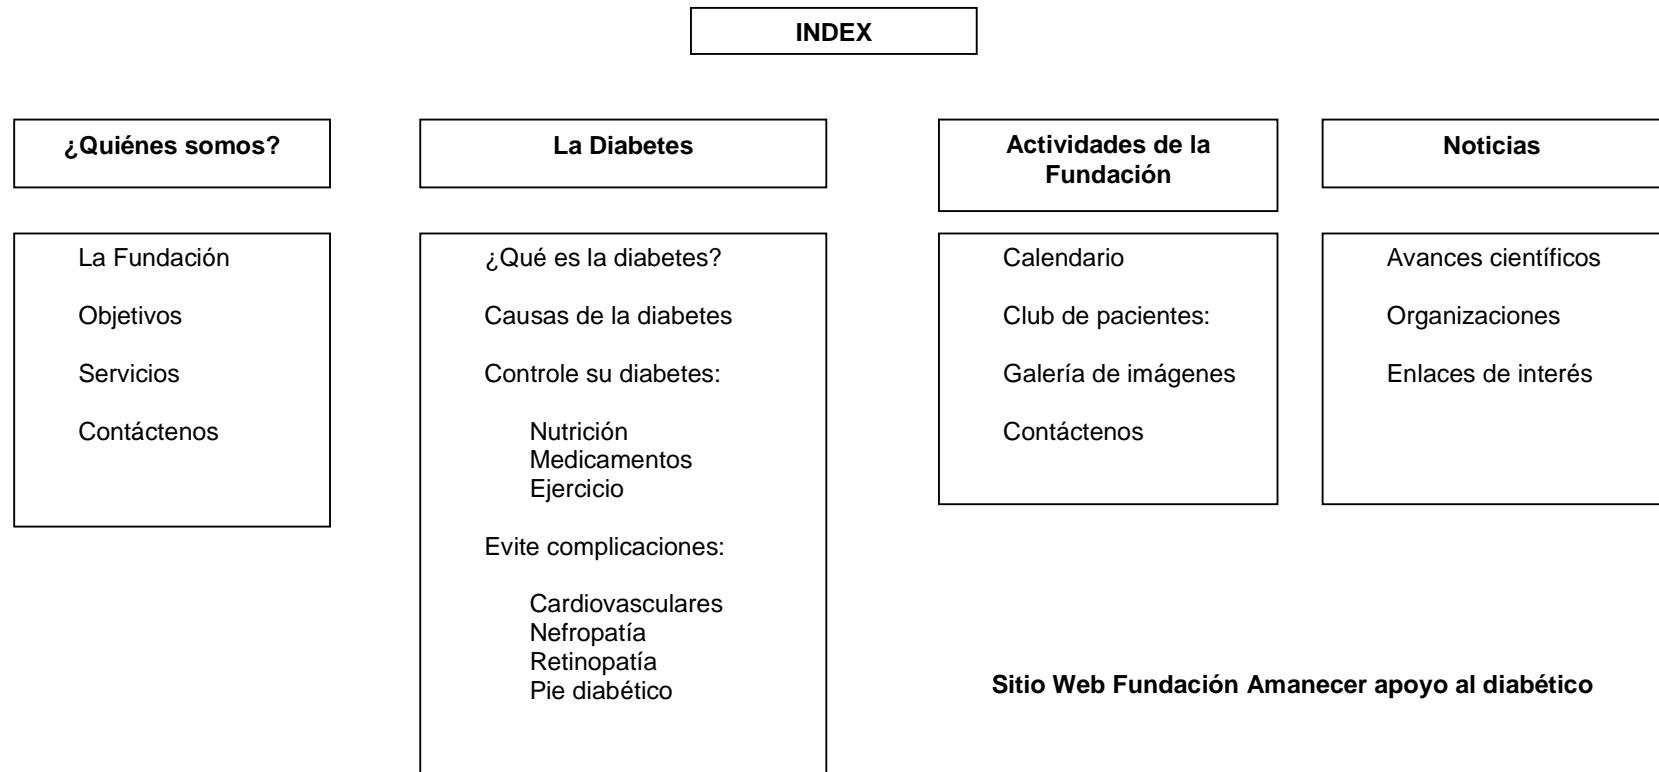 INDEX
¿Quiénes somos?
La Fundación
Objetivos
Servicios
Contáctenos
La Diabetes
¿Qué es la diabetes?
Causas de la diabetes
Controle su diabetes:
Nutrición
Medicamentos
Ejercicio
Evite complicaciones:
Cardiovasculares
Nefropatía
Retinopatía
Pie diabético
Actividades de la
Fundación
Calendario
Club de pacientes:
Galería de imágenes
Contáctenos
Noticias
Avances científicos
Organizaciones
Enlaces de interés
Sitio Web Fundación Amanecer apoyo al diabético